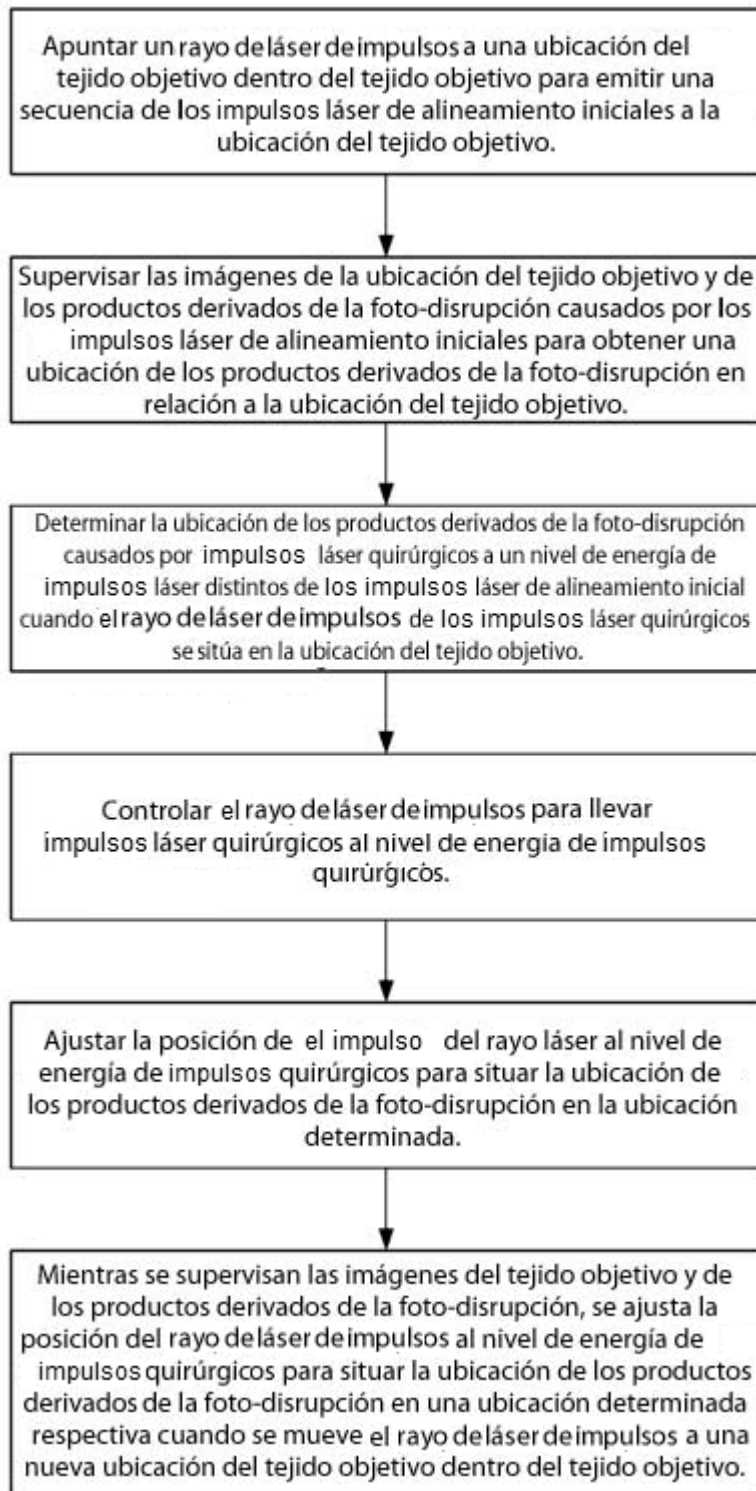 Apuntar un rayo de láser de impulsos a una ubicación del
tejido objetivo dentro del tejido objetivo para emitir una
secuencia de los impulsos láser de alineamiento iniciales a la
ubicación del tejido objetivo.
Supervisar las imágenes de la ubicación del tejido objetivo y de
los productos derivados de la foto-disrupción causados por los
impulsos láser de alineamiento iniciales para obtener una
ubicación de los productos derivados de la foto-disrupción en
relación a la ubicación del tejido objetivo.
Determinar la ubicación de los productos derivados de la foto-disrupción
causados por impulsos láser quirúrgicos a un nivel de energía de
impulsos láser distintos de los impulsos láser de alineamiento inicial
cuando el rayo de láser de impulsos de los impulsos láser quirúrgicos
se sitúa en la ubicación del tejido objetivo.
Controlar el rayo de láser de impulsos para llevar
impulsos láser quirúrgicos al nivel de energía de impulsos
quirúrgicos.
Ajustar la posición de el impulso del rayo láser al nivel de
energía de impulsos quirúrgicos para situar la ubicación de
los productos derivados de la foto-disrupción en la ubicación
determinada.
Mientras se supervisan las imágenes del tejido objetivo y de
los productos derivados de la foto-disrupción, se ajusta la
posición del rayo de láser de impulsos al nivel de energía de
impulsos quirúrgicos para situar la ubicación de los productos
derivados de la foto-disrupción en una ubicación determinada
respectiva cuando se mueve el rayo de láser de impulsos a una
nueva ubicación del tejido objetivo dentro del tejido objetivo.